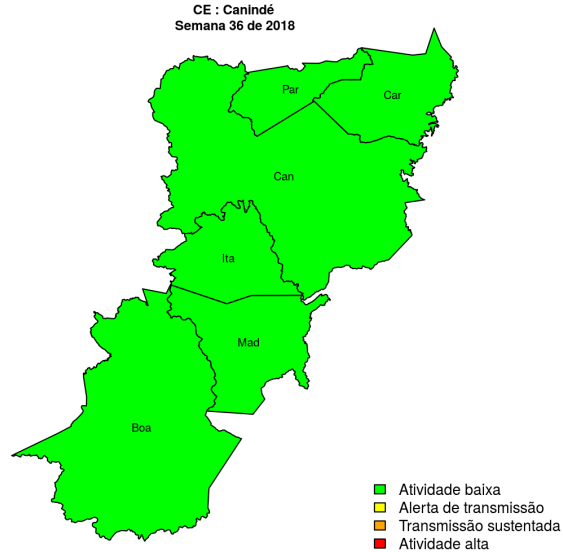 CE : Canindé
Semana 36 de 2018
Par
Car
Can
Ita
Mad
Boa
Atividade baixa
Alerta de transmissão
Transmissão sustentada
Atividade alta